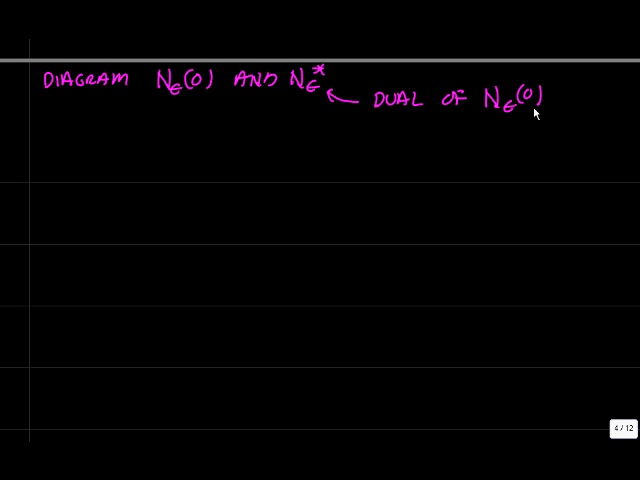 DIAGRAM N_ε(0) AND N_ε^*
DUAL OF N_ε(0)
4 / 12